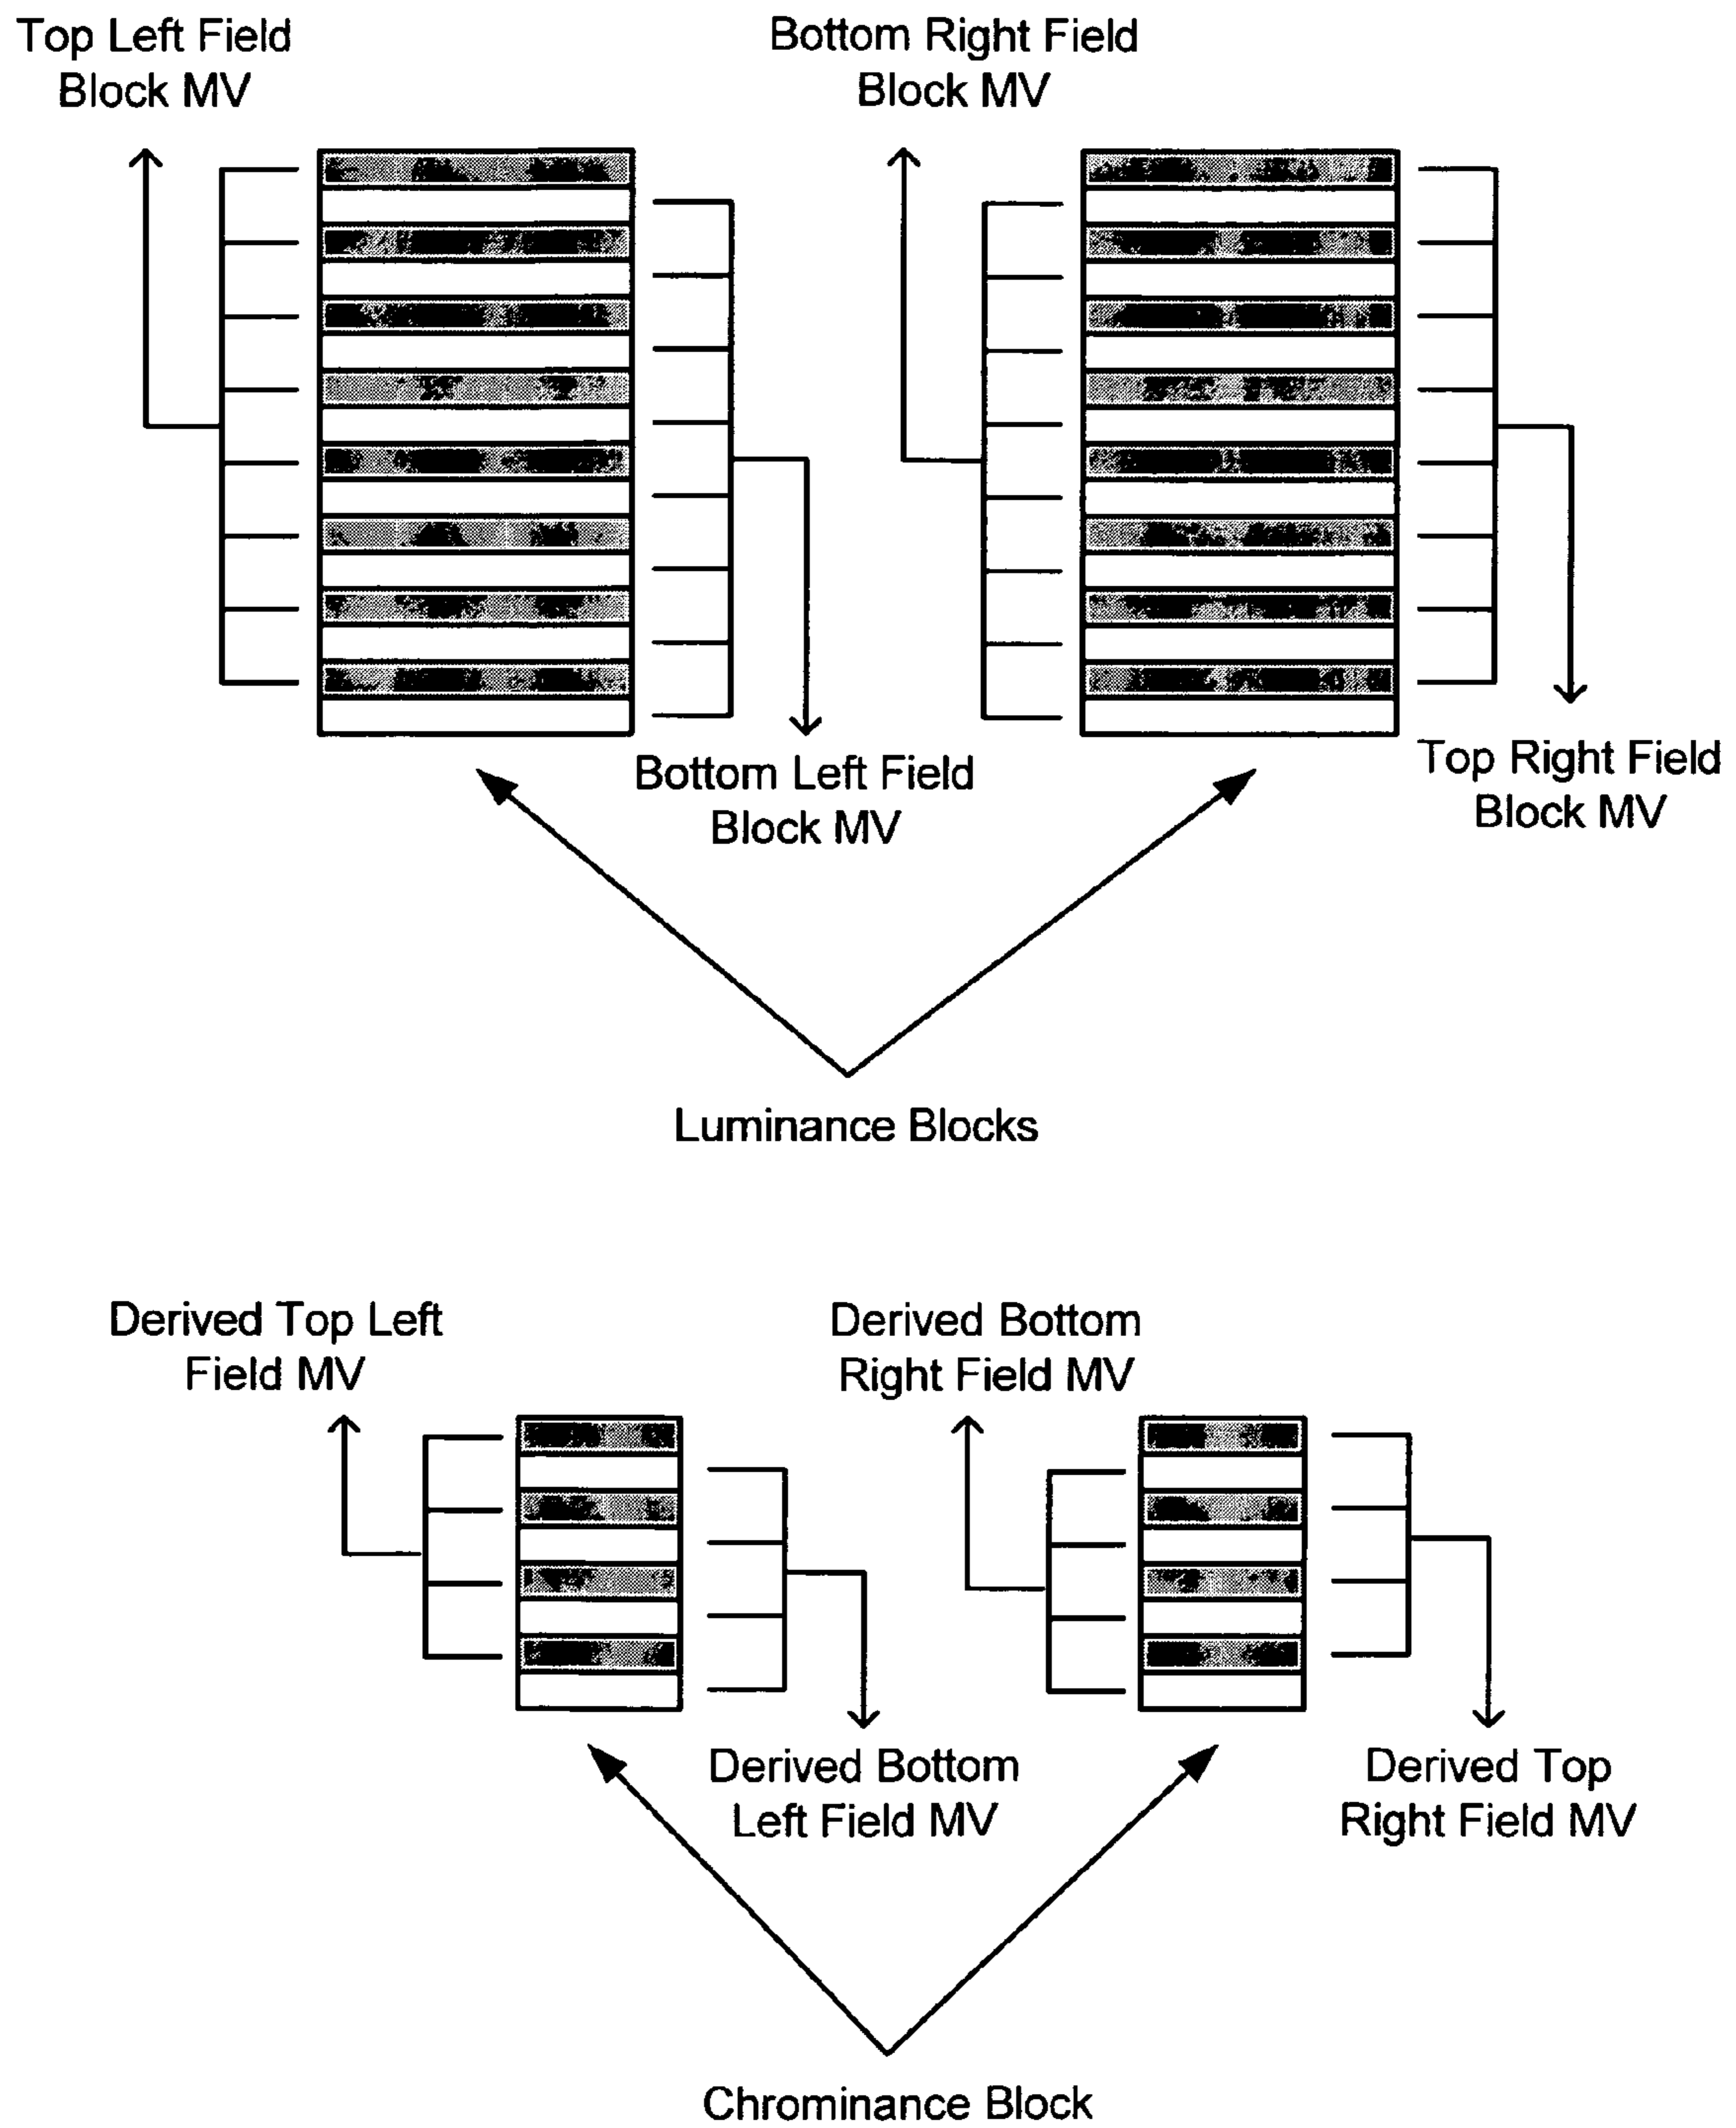 Top Left Field
Block MV
Bottom Right Field
Block MV
Bottom Left Field
Block MV
Top Right Field
Block MV
Luminance Blocks
Derived Top Left
Field MV
Derived Bottom
Right Field MV
Derived Bottom
Left Field MV
Derived Top
Right Field MV
Chrominance Block